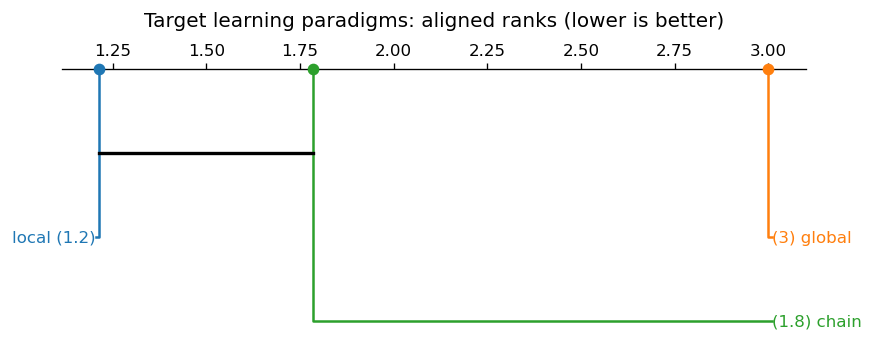 Target learning paradigms: aligned ranks (lower is better)
1.25 1.50 1.75 2.00 2.25 2.50 2.75 3.00
local (1.2) (3) global
(1.8) chain